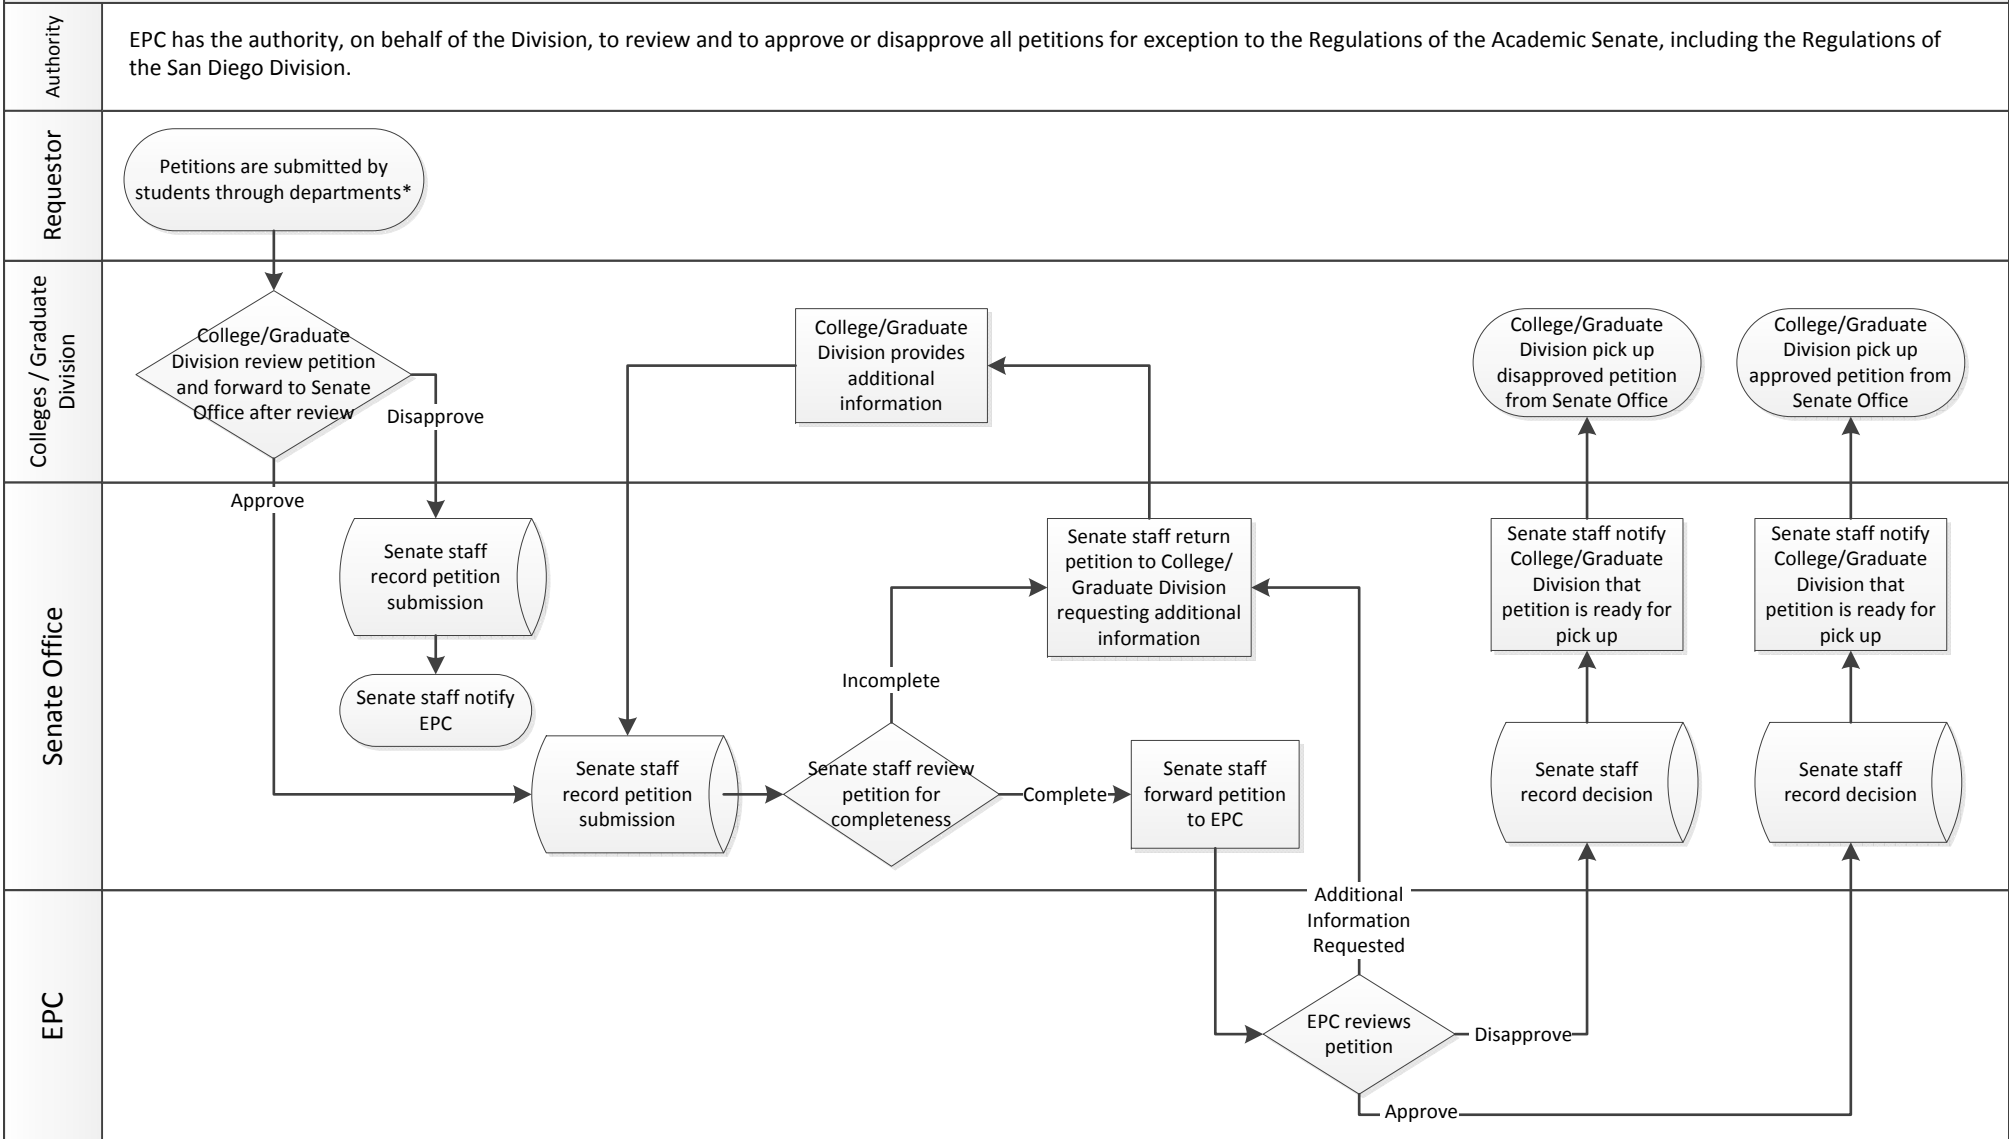 Authority
EPC has the authority, on behalf of the Division, to review and to approve or disapprove all petitions for exception to the Regulations of the Academic Senate, including the Regulations of
the San Diego Division.
Requestor
Petitions are submitted by
students through departments*
Colleges / Graduate
Division
College/Graduate
Division review petition
and forward to Senate
Office after review
Disapprove
Approve
College/Graduate
Division provides
additional
information
College/Graduate
Division pick up
disapproved petition
from Senate Office
College/Graduate
Division pick up
approved petition from
Senate Office
Senate Office
Senate staff
record petition
submission
Senate staff notify
EPC
Senate staff
record petition
submission
Senate staff review
petition for
completeness
Incomplete
Complete
Senate staff return
petition to College/
Graduate Division
requesting additional
information
Senate staff
forward petition
to EPC
Senate staff notify
College/Graduate
Division that
petition is ready for
pick up
Senate staff notify
College/Graduate
Division that
petition is ready for
pick up
Senate staff
record decision
Senate staff
record decision
EPC
Additional
Information
Requested
EPC reviews
petition
Disapprove
Approve